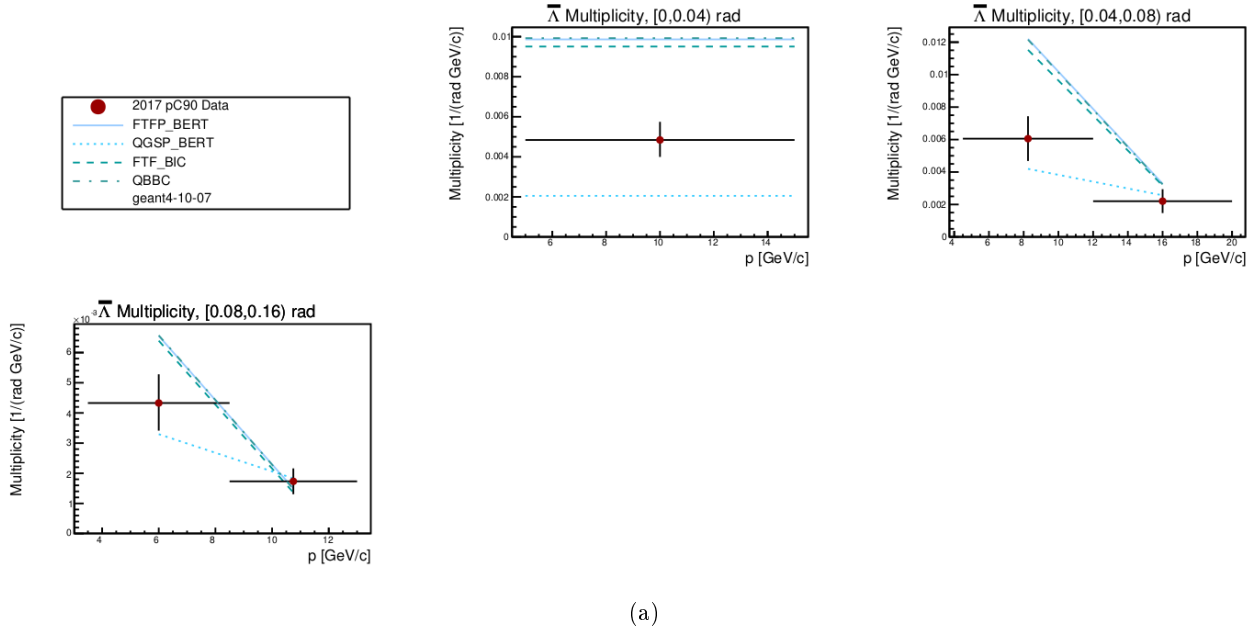 2017 pC90 Data
FTFP_BERT
QGSP_BERT
FTF_BIC
QBBC
geant4-10-07
Λ̅ Multiplicity, [0,0.04) rad
Multiplicity [1/(rad GeV/c)]
0.01
0.008
0.006
0.004
0.002
0
6 8 10 12 14
p [GeV/c]
Λ̅ Multiplicity, [0.04,0.08) rad
Multiplicity [1/(rad GeV/c)]
0.012
0.01
0.008
0.006
0.004
0.002
0
4 6 8 10 12 14 16 18 20
p [GeV/c]
×10⁻³ Λ̅ Multiplicity, [0.08,0.16) rad
Multiplicity [1/(rad GeV/c)]
6
5
4
3
2
1
0
4 6 8 10 12
p [GeV/c]
(a)